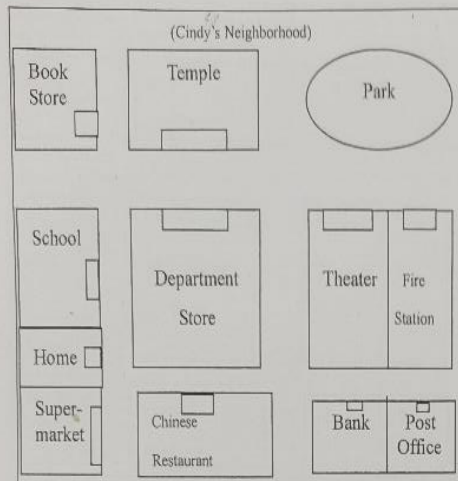 (Cindy's Neighborhood)
Book
Store
Temple
Park
School
Department
Store
Theater
Fire
Station
Home
Super-
market
Chinese
Restaurant
Bank
Post
Office